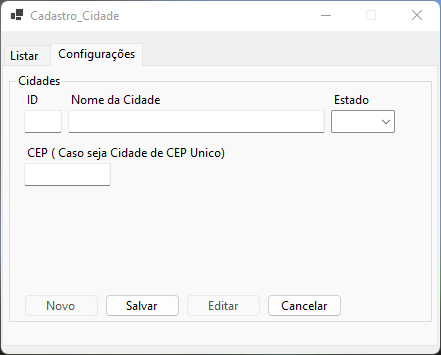 Cadastro_Cidade
Listar Configurações
Cidades
ID Nome da Cidade Estado
CEP ( Caso seja Cidade de CEP Unico)
Novo Salvar Editar Cancelar